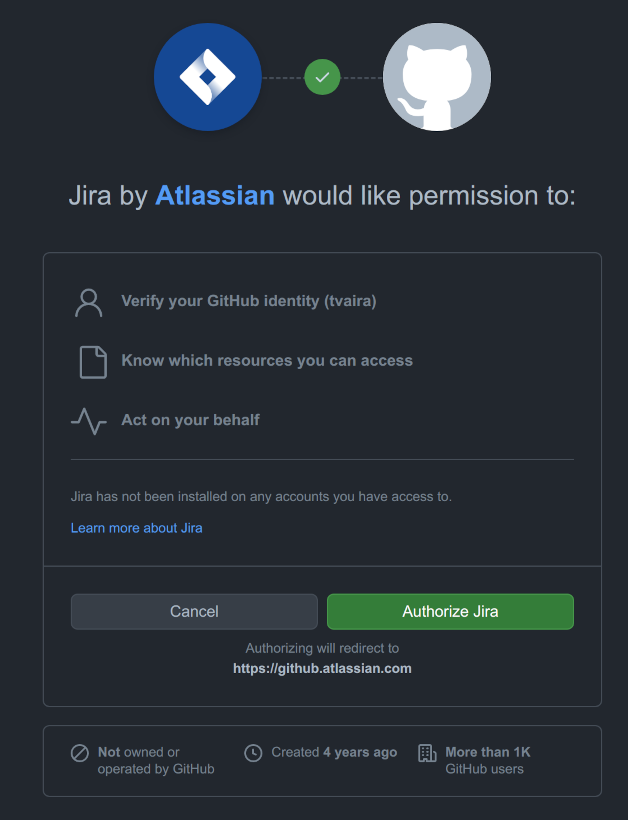 Jira by Atlassian would like permission to:
Verify your GitHub identity (tvaira)
Know which resources you can access
Act on your behalf
Jira has not been installed on any accounts you have access to.
Learn more about Jira
Cancel
Authorize Jira
Authorizing will redirect to
https://github.atlassian.com
Not owned or
operated by GitHub
Created 4 years ago
More than 1K
GitHub users